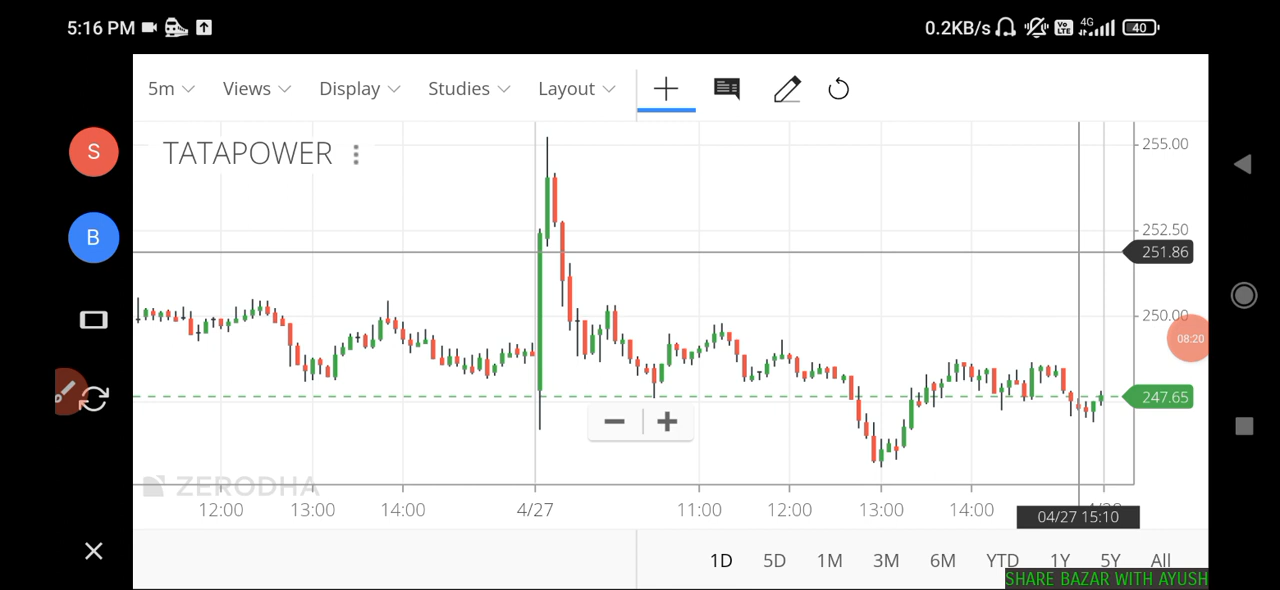 5:16 PM
0.2KB/s
Vo LTE
4G
40
5m Views Display Studies Layout
S
TATAPOWER
255.00
B
252.50
251.86
250.00
08:20
247.65
ZERODHA
12:00 13:00 14:00 4/27 11:00 12:00 13:00 14:00
04/27 15:10
1D 5D 1M 3M 6M YTD 1Y 5Y All
SHARE BAZAR WITH AYUSH